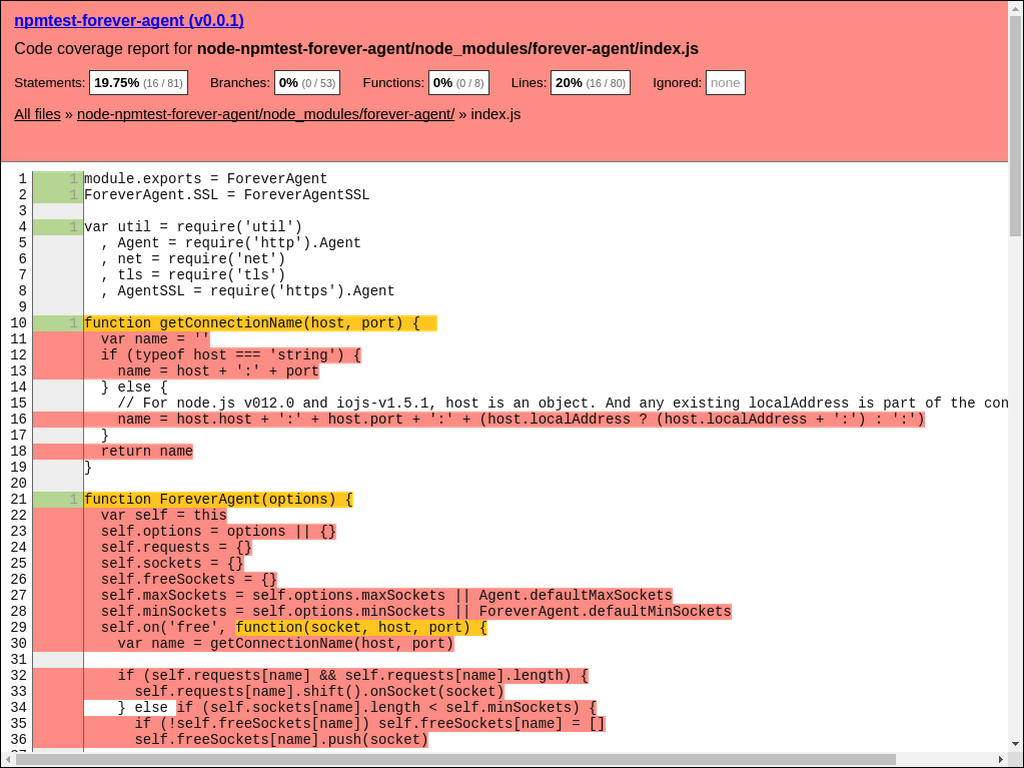 npmtest-forever-agent (v0.0.1)
Code coverage report for node-npmtest-forever-agent/node_modules/forever-agent/index.js
Statements: 19.75% (16 / 81) Branches: 0% (0 / 53) Functions: 0% (0 / 8) Lines: 20% (16 / 80) Ignored: none
All files » node-npmtest-forever-agent/node_modules/forever-agent/ » index.js
1 1 module.exports = ForeverAgent
2 1 ForeverAgent.SSL = ForeverAgentSSL
3
4 1 var util = require('util')
5   , Agent = require('http').Agent
6   , net = require('net')
7   , tls = require('tls')
8   , AgentSSL = require('https').Agent
9
10 1 function getConnectionName(host, port) {
11   var name = ''
12   if (typeof host === 'string') {
13     name = host + ':' + port
14   } else {
15     // For node.js v012.0 and iojs-v1.5.1, host is an object. And any existing localAddress is part of the con
16     name = host.host + ':' + host.port + ':' + (host.localAddress ? (host.localAddress + ':') : ':')
17   }
18   return name
19 }
20
21 1 function ForeverAgent(options) {
22   var self = this
23   self.options = options || {}
24   self.requests = {}
25   self.sockets = {}
26   self.freeSockets = {}
27   self.maxSockets = self.options.maxSockets || Agent.defaultMaxSockets
28   self.minSockets = self.options.minSockets || ForeverAgent.defaultMinSockets
29   self.on('free', function(socket, host, port) {
30     var name = getConnectionName(host, port)
31
32     if (self.requests[name] && self.requests[name].length) {
33       self.requests[name].shift().onSocket(socket)
34     } else if (self.sockets[name].length < self.minSockets) {
35       if (!self.freeSockets[name]) self.freeSockets[name] = []
36       self.freeSockets[name].push(socket)